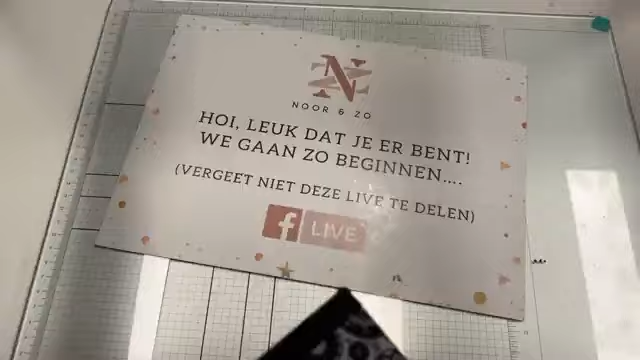 N
NOOR & ZO
HOI, LEUK DAT JE ER BENT!
WE GAAN ZO BEGINNEN....
(VERGEET NIET DEZE LIVE TE DELEN)
f LIVE